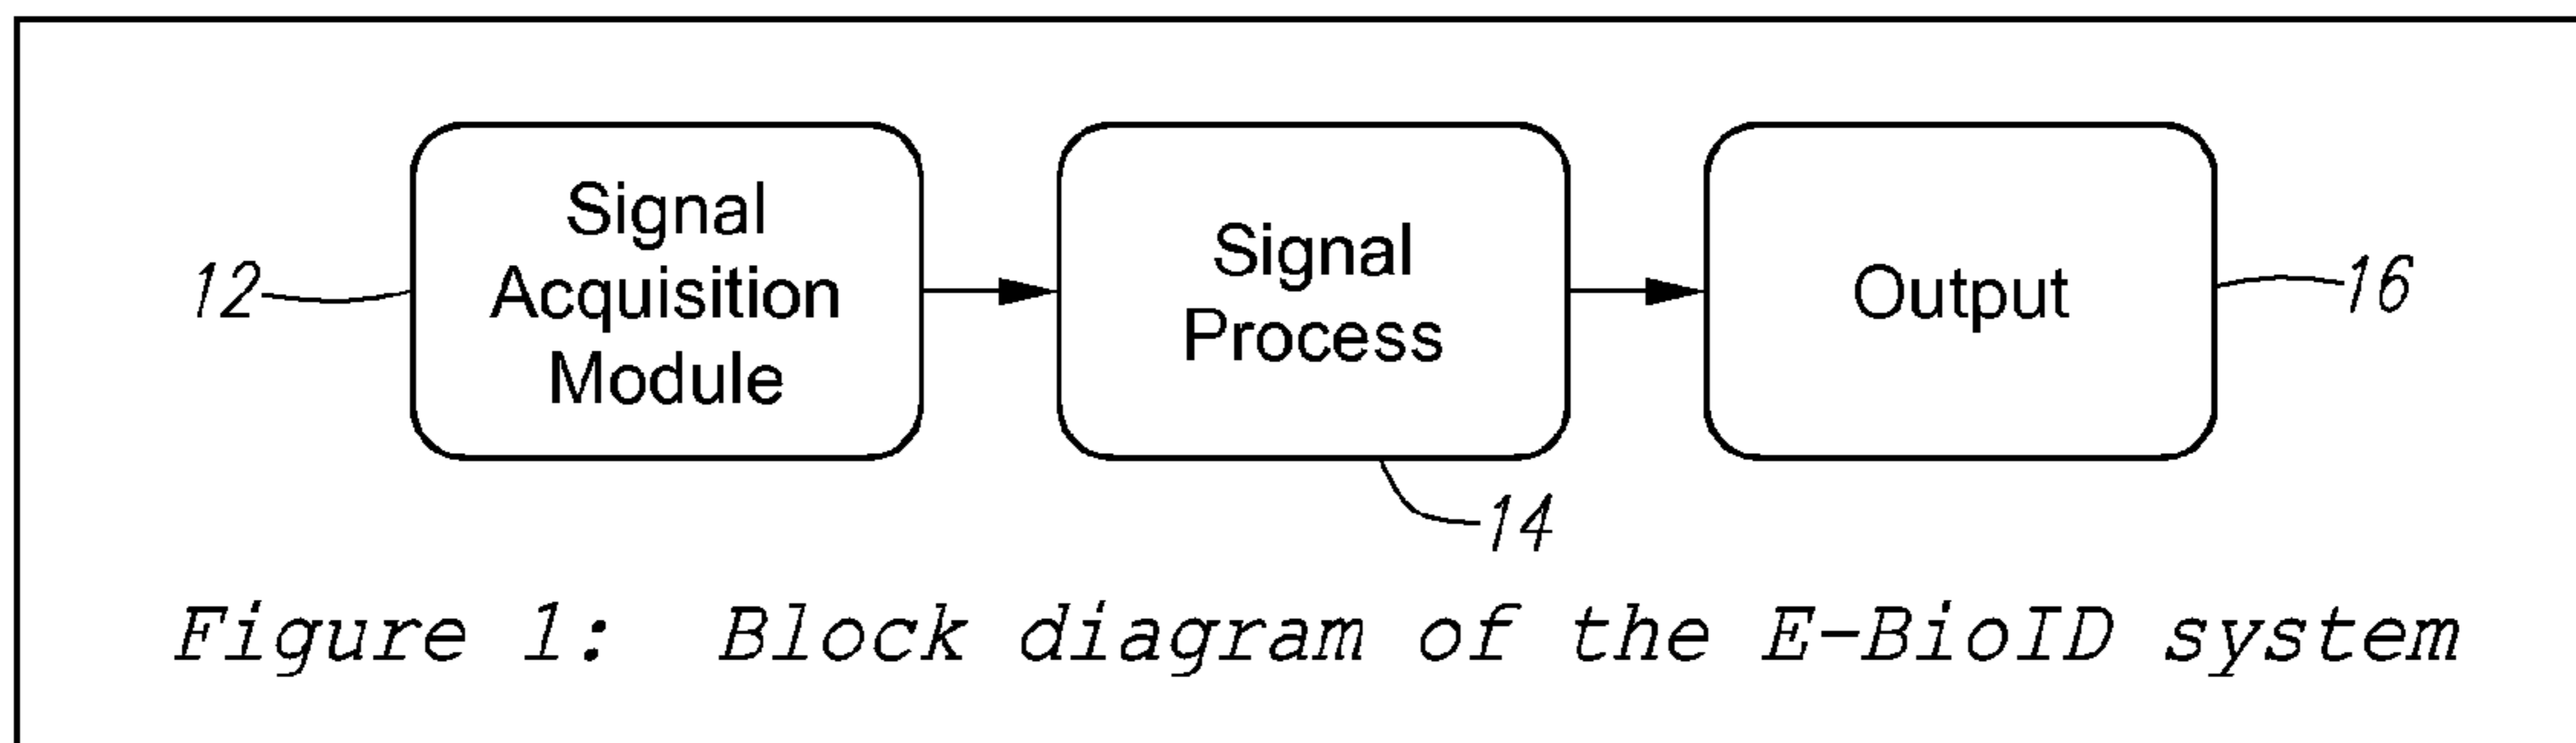 Signal
Acquisition
Module
12
Signal
Process
14
Output
16
Figure 1: Block diagram of the E-BioID system